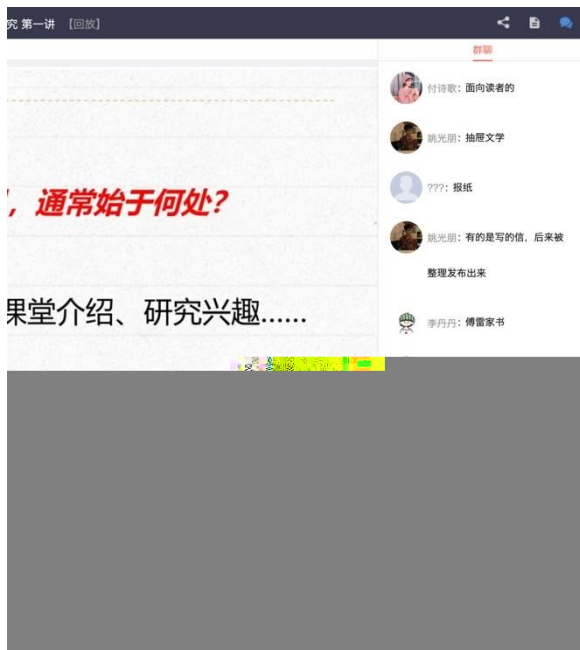 究 第一讲 【回放】
群聊
，通常始于何处？
课堂介绍、研究兴趣……
付诗歌：面向读者的
姚光朋：抽屉文学
???：报纸
姚光朋：有的是写的信，后来被
整理发布出来
李丹丹：傅雷家书